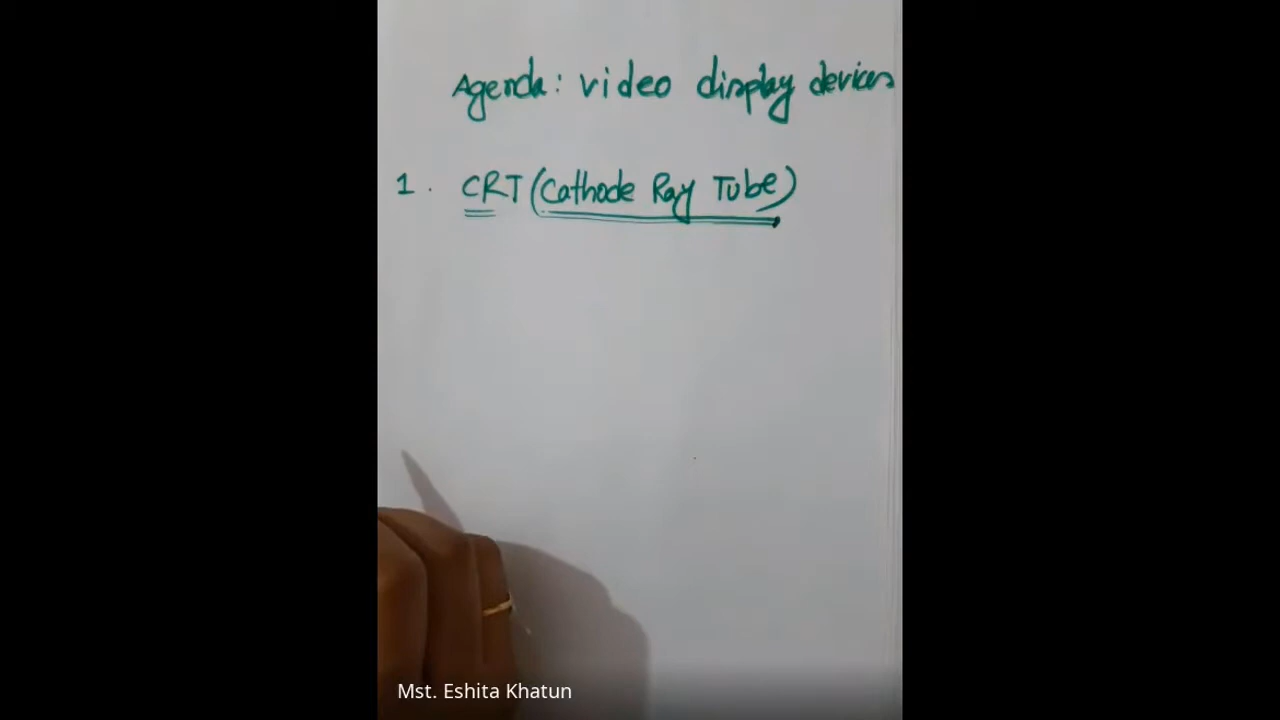 Agenda: video display devices
1. CRT (Cathode Ray Tube)
Mst. Eshita Khatun